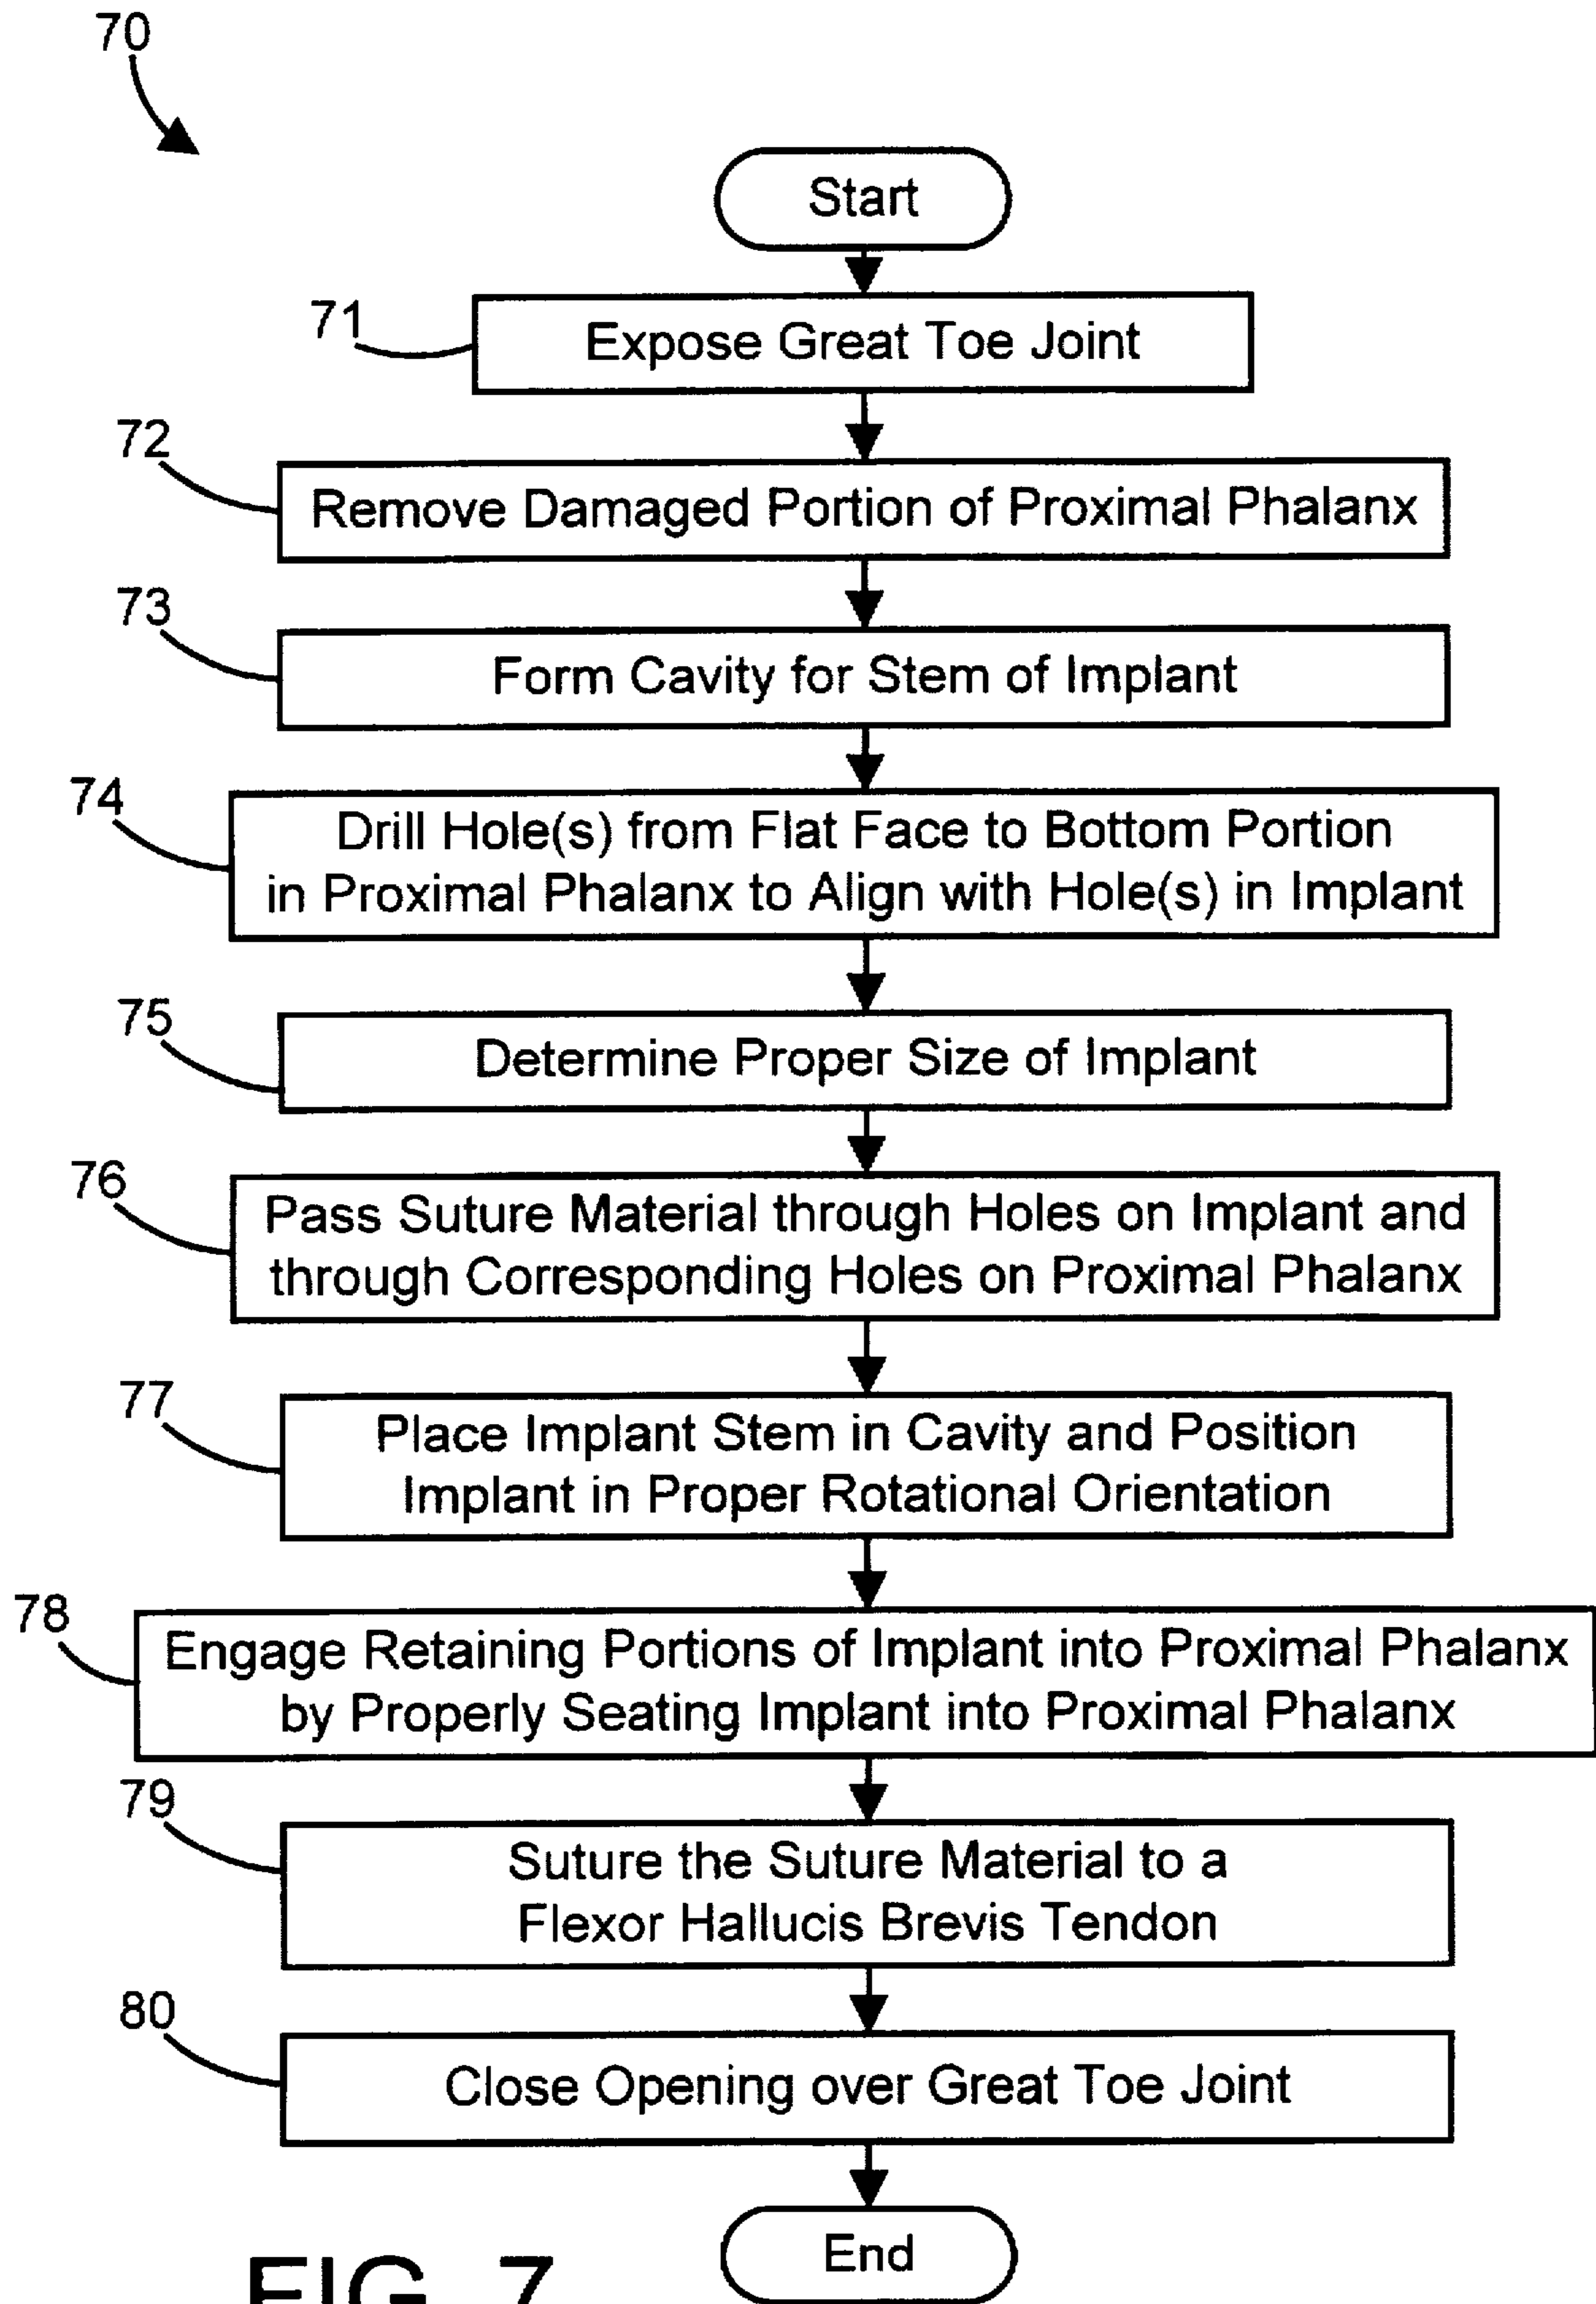 70
Start
71
Expose Great Toe Joint
72
Remove Damaged Portion of Proximal Phalanx
73
Form Cavity for Stem of Implant
74
Drill Hole(s) from Flat Face to Bottom Portion
in Proximal Phalanx to Align with Hole(s) in Implant
75
Determine Proper Size of Implant
76
Pass Suture Material through Holes on Implant and
through Corresponding Holes on Proximal Phalanx
77
Place Implant Stem in Cavity and Position
Implant in Proper Rotational Orientation
78
Engage Retaining Portions of Implant into Proximal Phalanx
by Properly Seating Implant into Proximal Phalanx
79
Suture the Suture Material to a
Flexor Hallucis Brevis Tendon
80
Close Opening over Great Toe Joint
End
FIG. 7